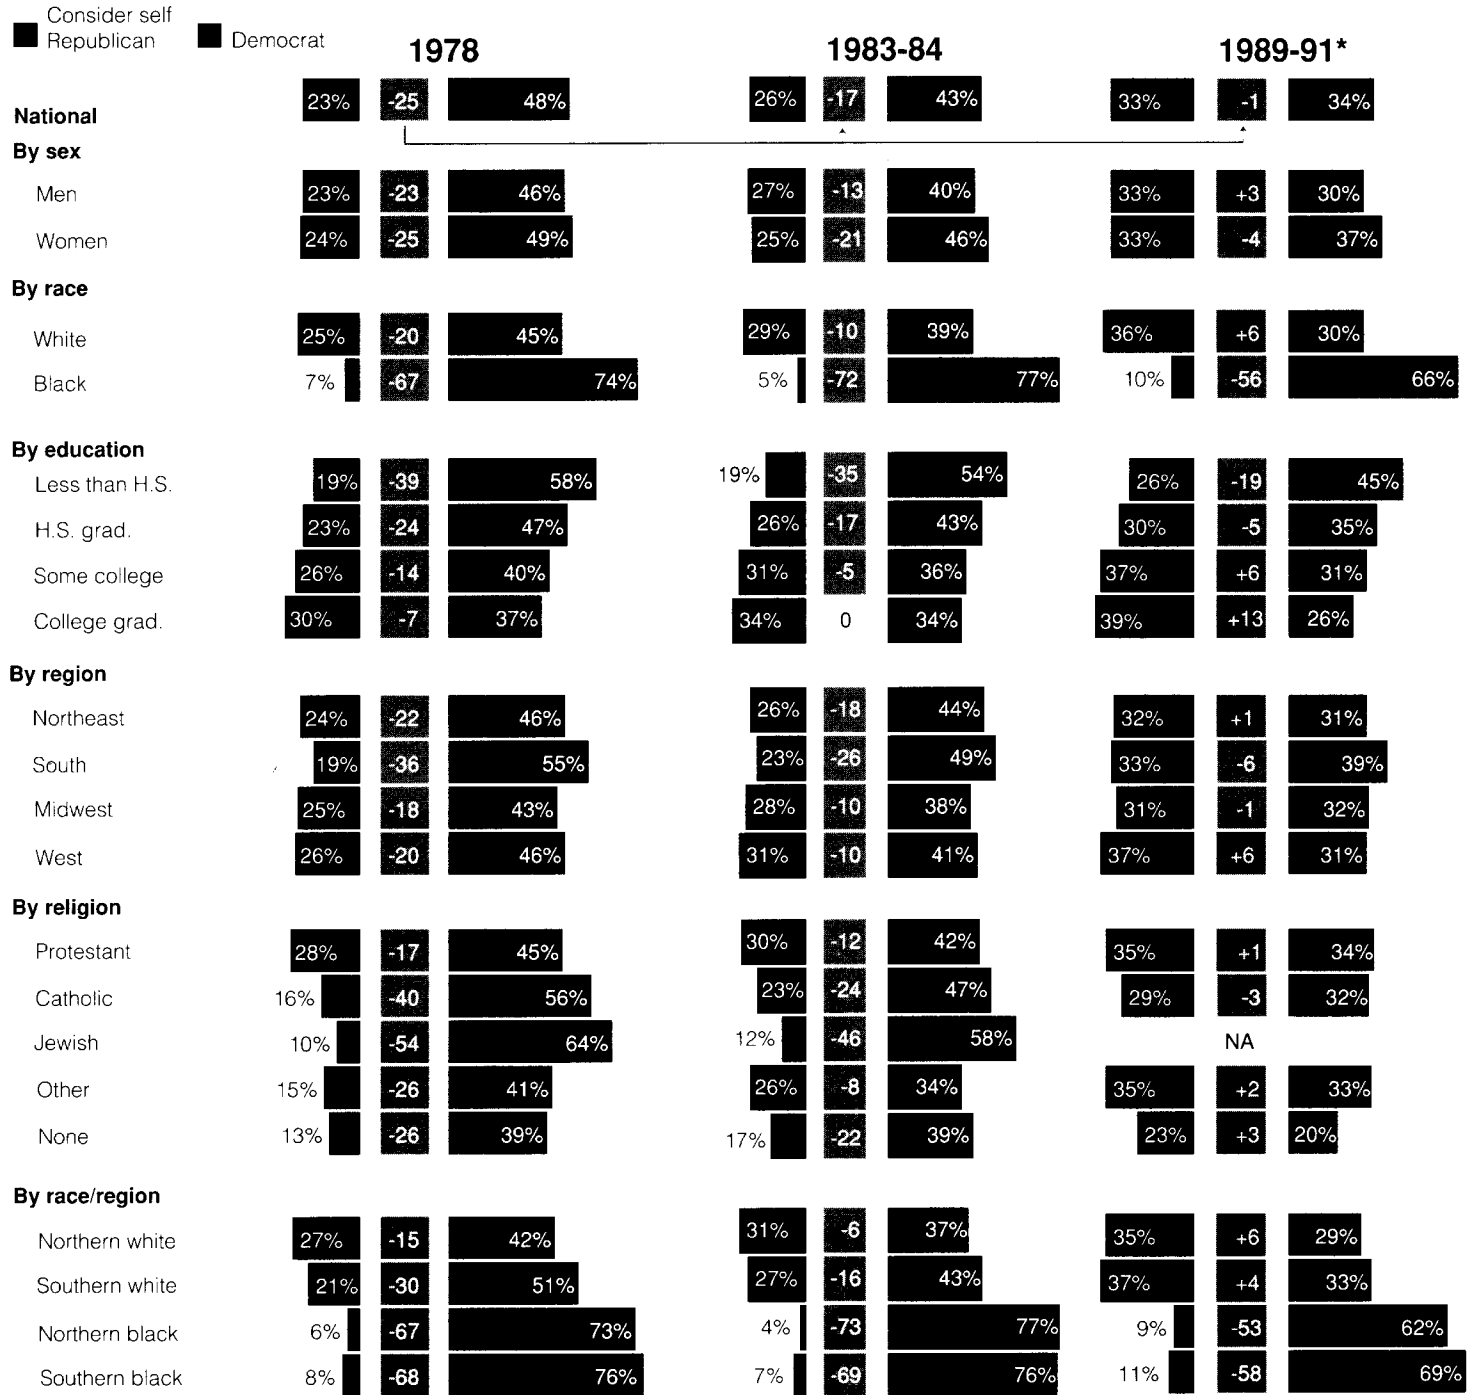 Consider self
Republican Democrat
1978 1983-84 1989-91*
National 23% -25 48% 26% -17 43% 33% -1 34%
By sex
Men 23% -23 46% 27% -13 40% 33% +3 30%
Women 24% -25 49% 25% -21 46% 33% -4 37%
By race
White 25% -20 45% 29% -10 39% 36% +6 30%
Black 7% -67 74% 5% -72 77% 10% -56 66%
By education
Less than H.S. 19% -39 58% 19% -35 54% 26% -19 45%
H.S. grad. 23% -24 47% 26% -17 43% 30% -5 35%
Some college 26% -14 40% 31% -5 36% 37% +6 31%
College grad. 30% -7 37% 34% 0 34% 39% +13 26%
By region
Northeast 24% -22 46% 26% -18 44% 32% +1 31%
South 19% -36 55% 23% -26 49% 33% -6 39%
Midwest 25% -18 43% 28% -10 38% 31% -1 32%
West 26% -20 46% 31% -10 41% 37% +6 31%
By religion
Protestant 28% -17 45% 30% -12 42% 35% +1 34%
Catholic 16% -40 56% 23% -24 47% 29% -3 32%
Jewish 10% -54 64% 12% -46 58% NA
Other 15% -26 41% 26% -8 34% 35% +2 33%
None 13% -26 39% 17% -22 39% 23% +3 20%
By race/region
Northern white 27% -15 42% 31% -6 37% 35% +6 29%
Southern white 21% -30 51% 27% -16 43% 37% +4 33%
Northern black 6% -67 73% 4% -73 77% 9% -53 62%
Southern black 8% -68 76% 7% -69 76% 11% -58 69%